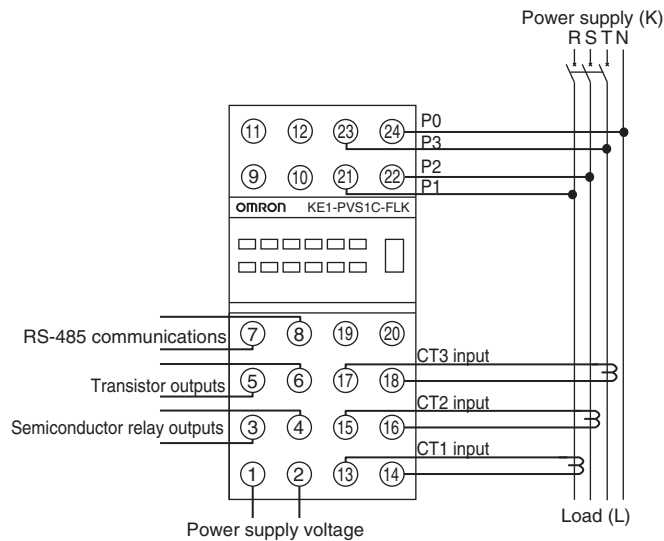 Power supply (K)
R S T N
11 12 23 24 P0
P3
9 10 21 22 P2
P1
OMRON KE1-PVS1C-FLK
RS-485 communications 7 8 19 20
CT3 input
Transistor outputs 5 6 17 18
CT2 input
Semiconductor relay outputs 3 4 15 16
CT1 input
1 2 13 14
Load (L)
Power supply voltage